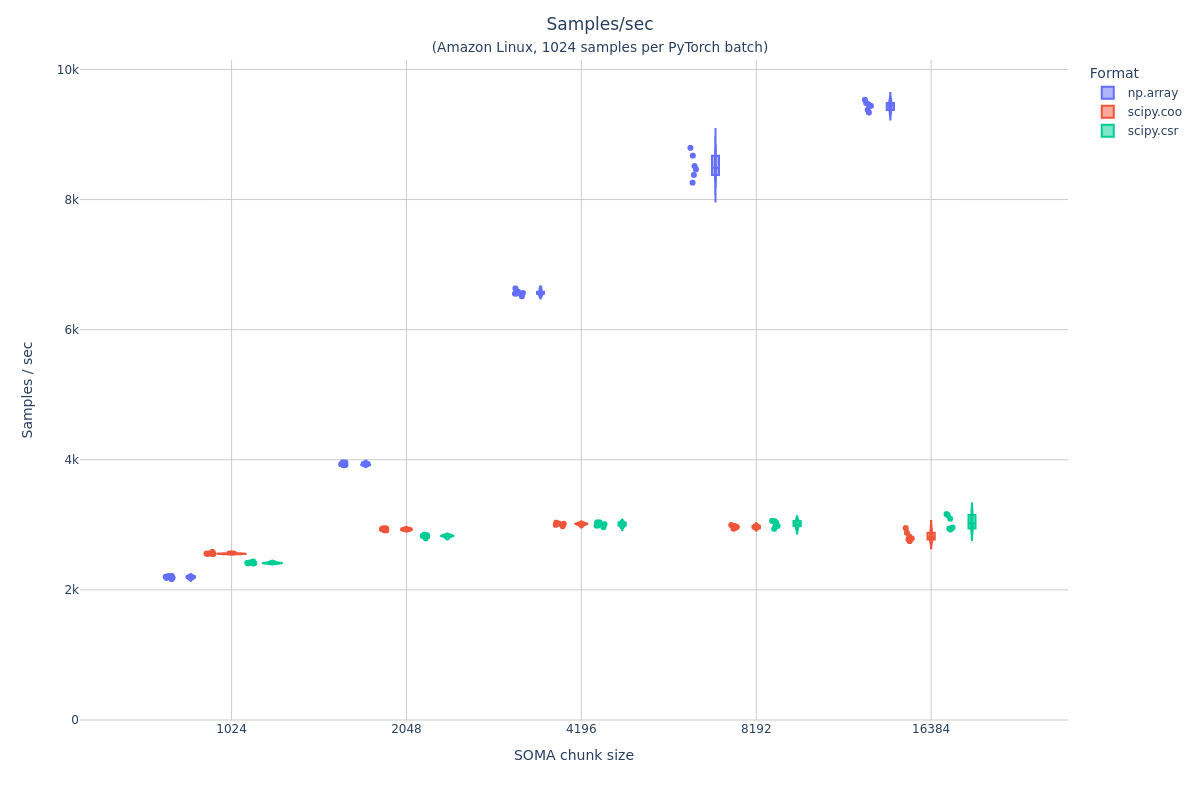 Samples/sec
(Amazon Linux, 1024 samples per PyTorch batch)
Format
np.array
scipy.coo
scipy.csr
10k
8k
6k
4k
2k
0
Samples / sec
1024
2048
4196
8192
16384
SOMA chunk size